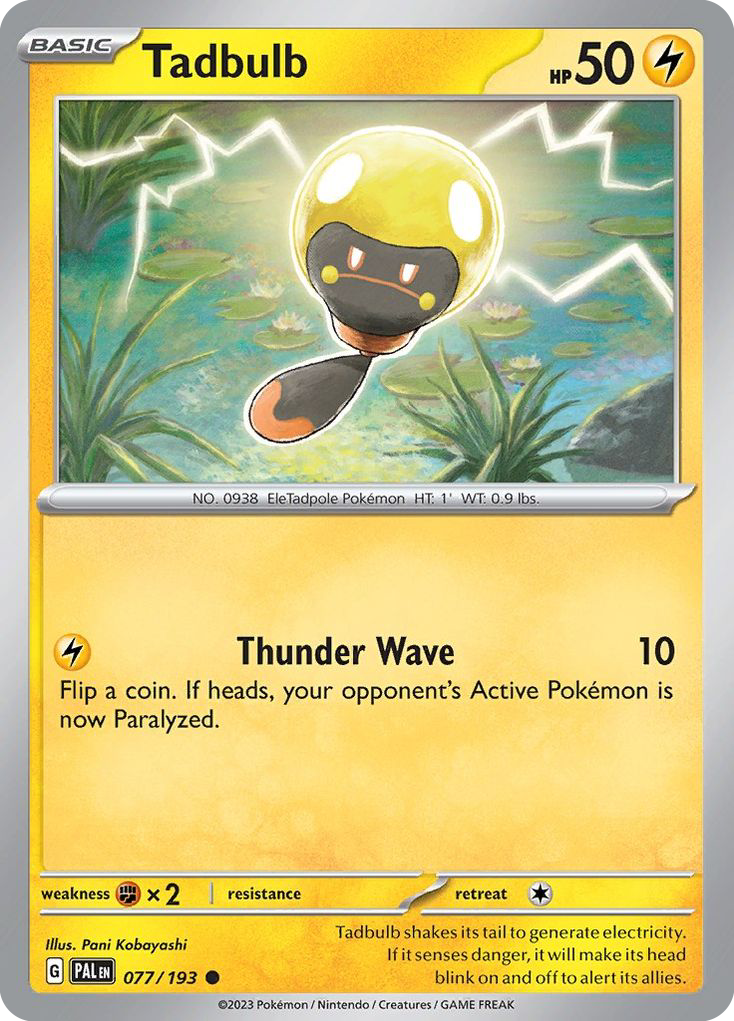 BASIC
Tadbulb
HP 50
NO. 0938 EleTadpole Pokémon HT: 1' WT: 0.9 lbs.
Thunder Wave 10
Flip a coin. If heads, your opponent's Active Pokémon is
now Paralyzed.
weakness ×2 resistance retreat
Illus. Pani Kobayashi
G PAL EN 077/193
Tadbulb shakes its tail to generate electricity.
If it senses danger, it will make its head
blink on and off to alert its allies.
©2023 Pokémon / Nintendo / Creatures / GAME FREAK